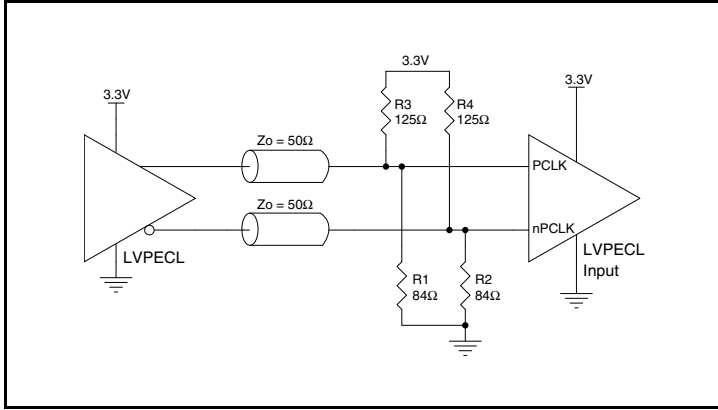 3.3V
3.3V
3.3V
R3
125Ω
R4
125Ω
Zo = 50Ω
PCLK
Zo = 50Ω
nPCLK
LVPECL
LVPECL
Input
R1
84Ω
R2
84Ω